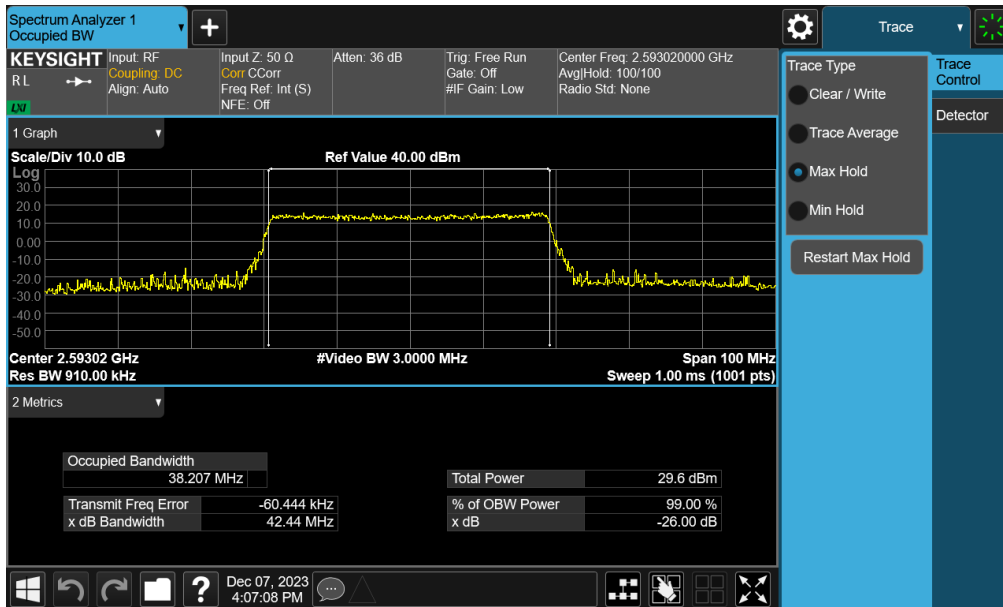 Spectrum Analyzer 1
Occupied BW
+
Trace
KEYSIGHT
R L
LXI
Input: RF
Coupling: DC
Align: Auto
Input Z: 50 Ω
Corr CCorr
Freq Ref: Int (S)
NFE: Off
Atten: 36 dB
Trig: Free Run
Gate: Off
#IF Gain: Low
Center Freq: 2.593020000 GHz
Avg|Hold: 100/100
Radio Std: None
1 Graph
Scale/Div 10.0 dB
Ref Value 40.00 dBm
Log
30.0
20.0
10.0
0.00
-10.0
-20.0
-30.0
-40.0
-50.0
Center 2.59302 GHz
#Video BW 3.0000 MHz
Span 100 MHz
Res BW 910.00 kHz
Sweep 1.00 ms (1001 pts)
2 Metrics
Occupied Bandwidth
38.207 MHz
Transmit Freq Error -60.444 kHz
x dB Bandwidth 42.44 MHz
Total Power 29.6 dBm
% of OBW Power 99.00 %
x dB -26.00 dB
Trace Type
Clear / Write
Trace Average
Max Hold
Min Hold
Restart Max Hold
Trace
Control
Detector
?
Dec 07, 2023
4:07:08 PM